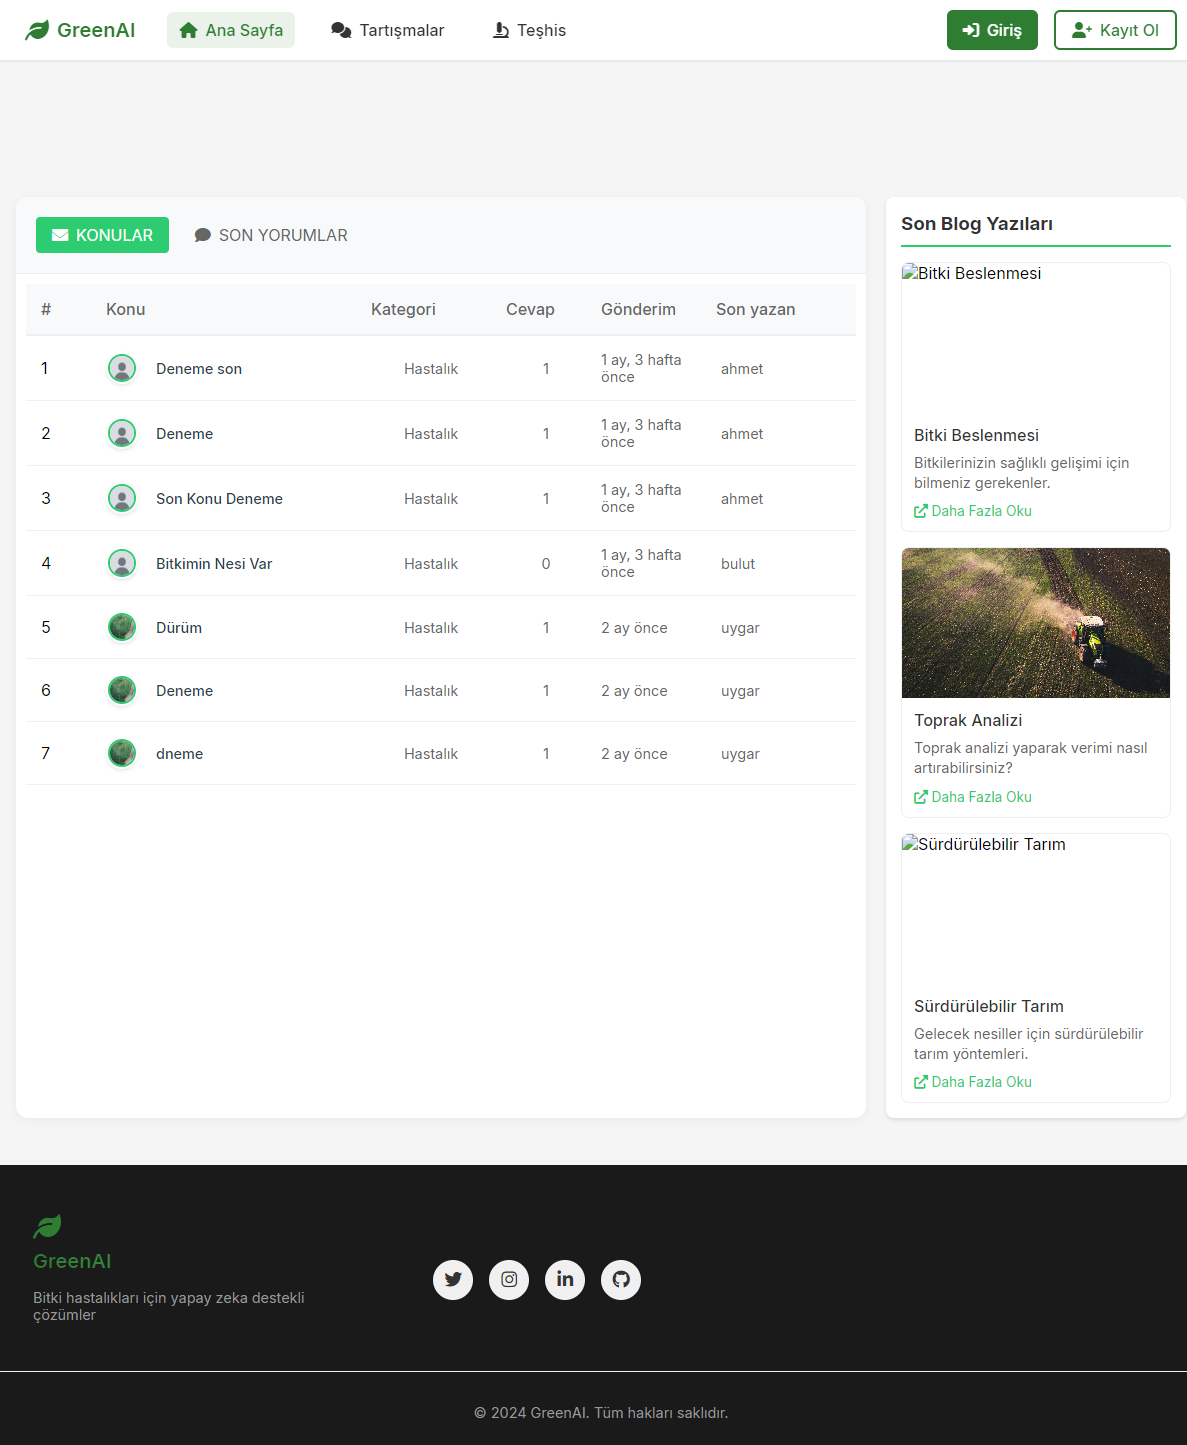 GreenAI
Ana Sayfa
Tartışmalar
Teşhis
Giriş
Kayıt Ol
KONULAR
SON YORUMLAR
# Konu Kategori Cevap Gönderim Son yazan
1 Deneme son Hastalık 1 1 ay, 3 hafta önce ahmet
2 Deneme Hastalık 1 1 ay, 3 hafta önce ahmet
3 Son Konu Deneme Hastalık 1 1 ay, 3 hafta önce ahmet
4 Bitkimin Nesi Var Hastalık 0 1 ay, 3 hafta önce bulut
5 Dürüm Hastalık 1 2 ay önce uygar
6 Deneme Hastalık 1 2 ay önce uygar
7 dneme Hastalık 1 2 ay önce uygar
Son Blog Yazıları
Bitki Beslenmesi
Bitki Beslenmesi
Bitkilerinizin sağlıklı gelişimi için
bilmeniz gerekenler.
Daha Fazla Oku
Toprak Analizi
Toprak analizi yaparak verimi nasıl
artırabilirsiniz?
Daha Fazla Oku
Sürdürülebilir Tarım
Sürdürülebilir Tarım
Gelecek nesiller için sürdürülebilir
tarım yöntemleri.
Daha Fazla Oku
GreenAI
Bitki hastalıkları için yapay zeka destekli
çözümler
© 2024 GreenAI. Tüm hakları saklıdır.